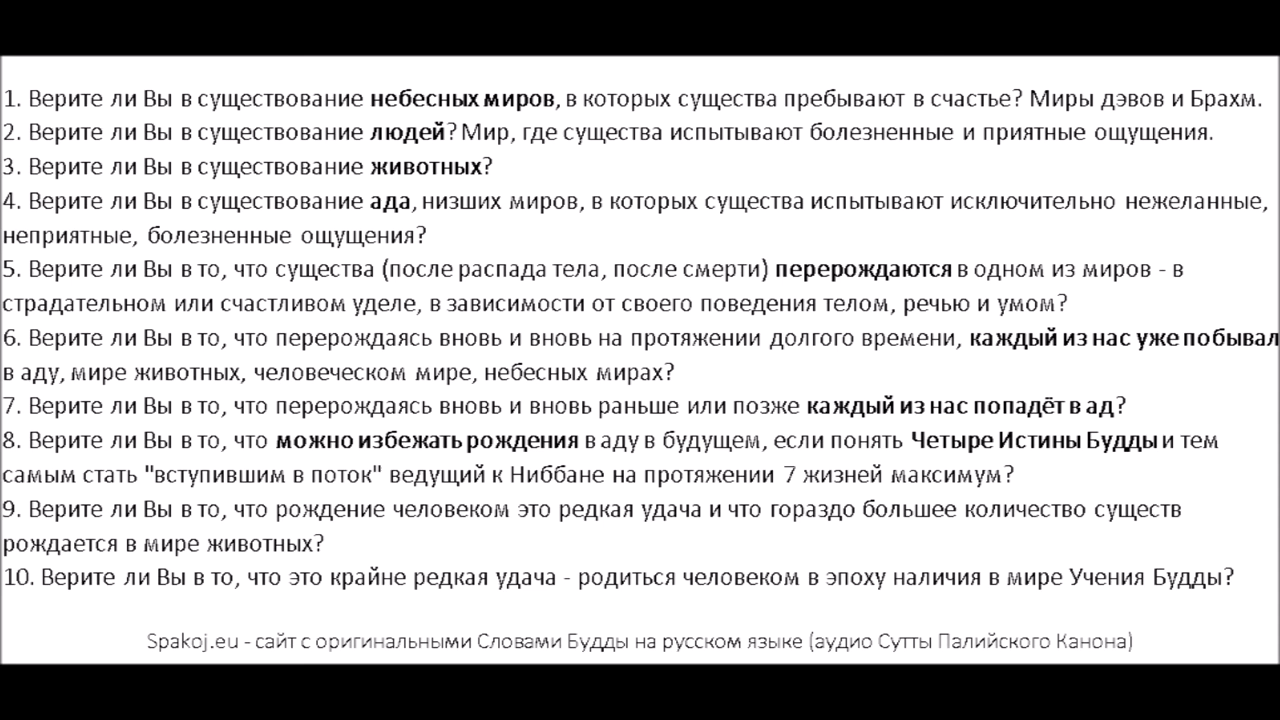 1. Верите ли Вы в существование небесных миров, в которых существа пребывают в счастье? Миры дэвов и Брахм.
2. Верите ли Вы в существование людей? Мир, где существа испытывают болезненные и приятные ощущения.
3. Верите ли Вы в существование животных?
4. Верите ли Вы в существование ада, низших миров, в которых существа испытывают исключительно нежеланные,
неприятные, болезненные ощущения?
5. Верите ли Вы в то, что существа (после распада тела, после смерти) перерождаются в одном из миров - в
страдательном или счастливом уделе, в зависимости от своего поведения телом, речью и умом?
6. Верите ли Вы в то, что перерождаясь вновь и вновь на протяжении долгого времени, каждый из нас уже побывал
в аду, мире животных, человеческом мире, небесных мирах?
7. Верите ли Вы в то, что перерождаясь вновь и вновь раньше или позже каждый из нас попадёт в ад?
8. Верите ли Вы в то, что можно избежать рождения в аду в будущем, если понять Четыре Истины Будды и тем
самым стать "вступившим в поток" ведущий к Ниббане на протяжении 7 жизней максимум?
9. Верите ли Вы в то, что рождение человеком это редкая удача и что гораздо большее количество существ
рождается в мире животных?
10. Верите ли Вы в то, что это крайне редкая удача - родиться человеком в эпоху наличия в мире Учения Будды?
Spakoj.eu - сайт с оригинальными Словами Будды на русском языке (аудио Сутты Палийского Канона)